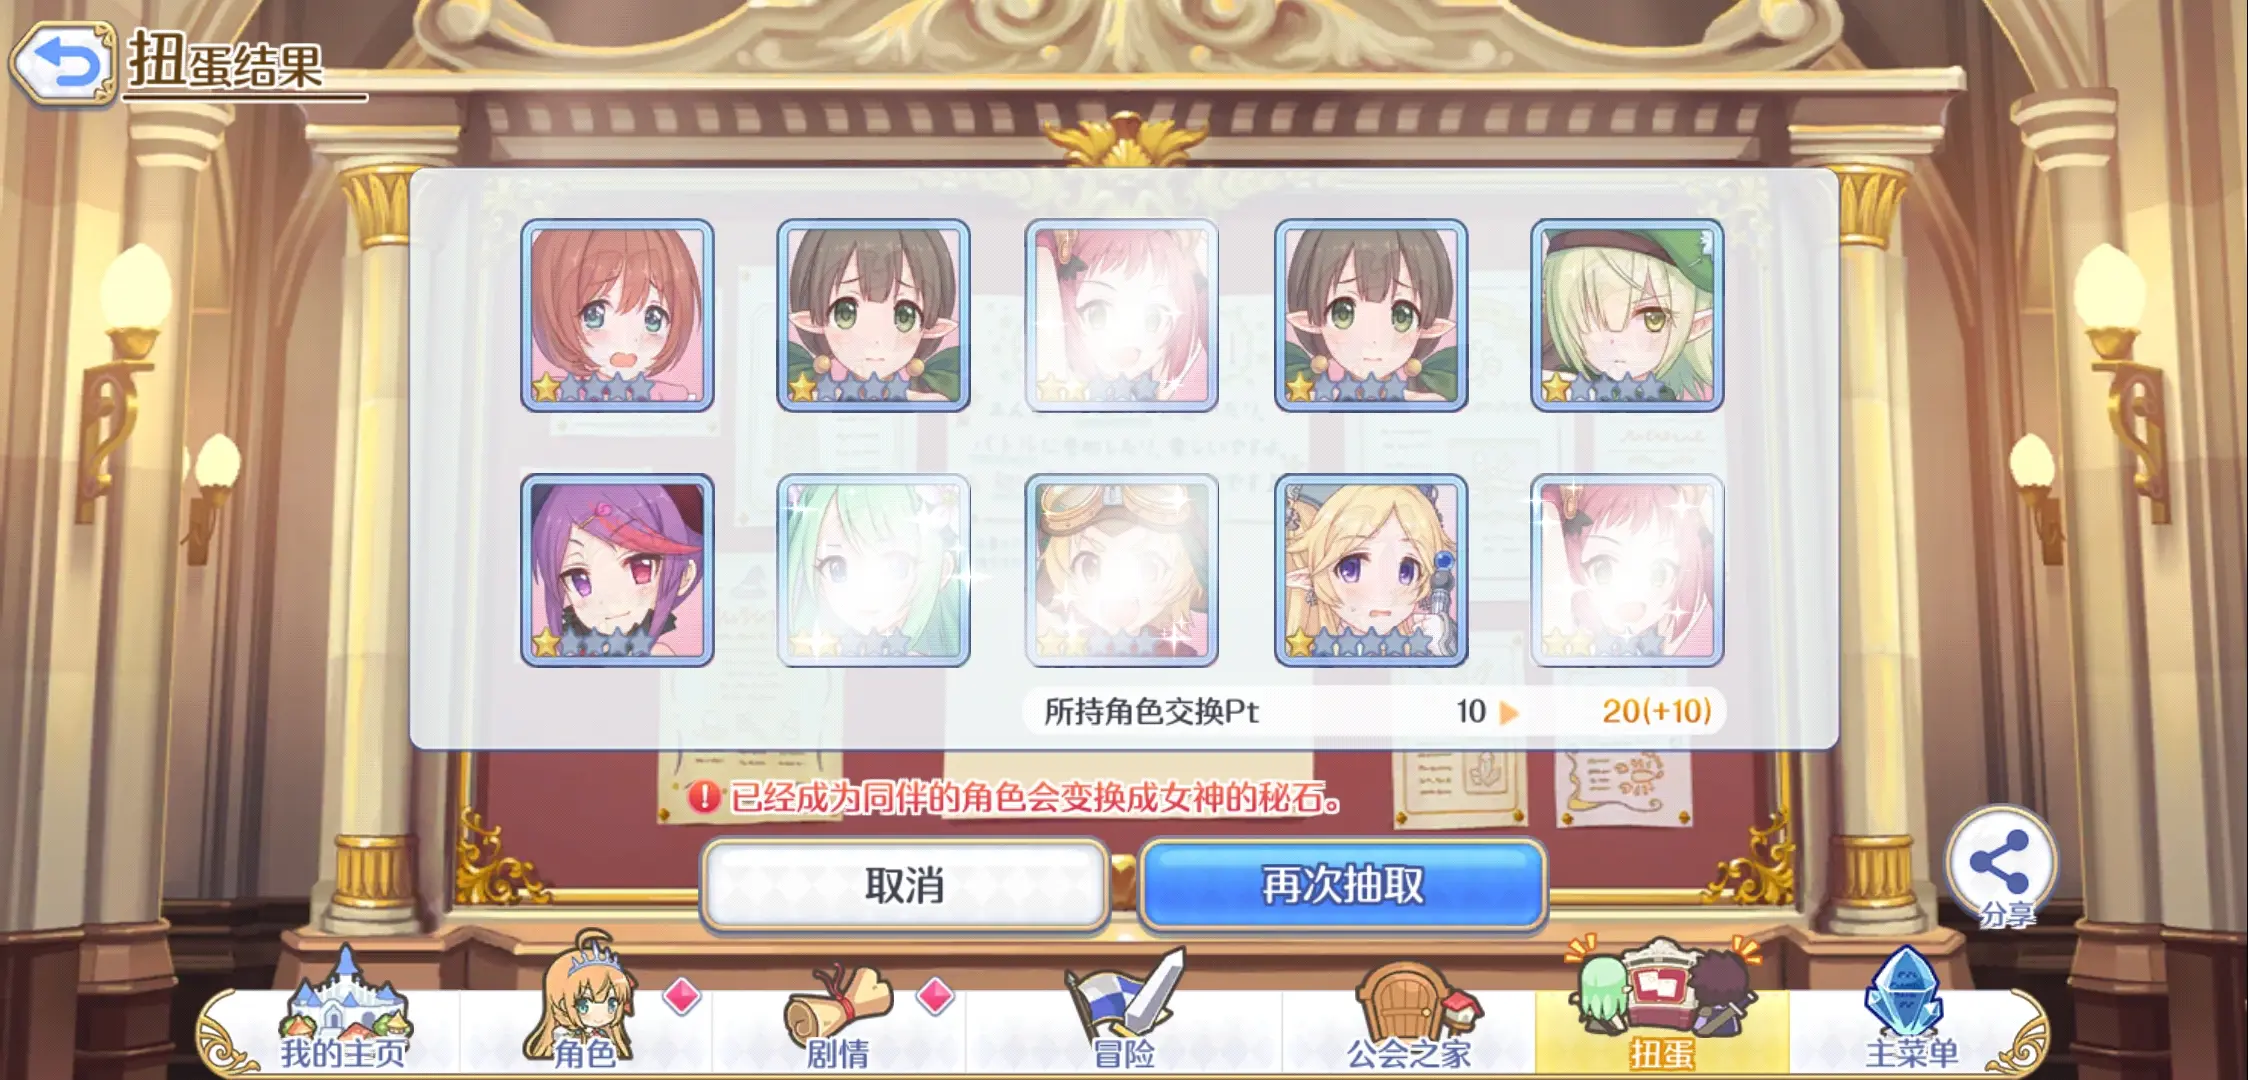 扭蛋结果
所持角色交换Pt 10 20(+10)
已经成为同伴的角色会变换成女神的秘石。
取消
再次抽取
分享
我的主页
角色
剧情
冒险
公会之家
扭蛋
主菜单